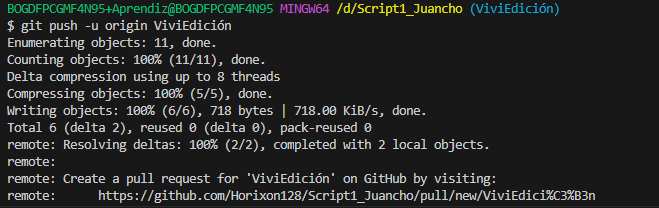 BOGDFPCGMF4N95+Aprendiz@BOGDFPCGMF4N95 MINGW64 /d/Script1_Juancho (ViviEdición)
$ git push -u origin ViviEdición
Enumerating objects: 11, done.
Counting objects: 100% (11/11), done.
Delta compression using up to 8 threads
Compressing objects: 100% (5/5), done.
Writing objects: 100% (6/6), 718 bytes | 718.00 KiB/s, done.
Total 6 (delta 2), reused 0 (delta 0), pack-reused 0
remote: Resolving deltas: 100% (2/2), completed with 2 local objects.
remote:
remote: Create a pull request for 'ViviEdición' on GitHub by visiting:
remote:      https://github.com/Horixon128/Script1_Juancho/pull/new/ViviEdici%C3%B3n